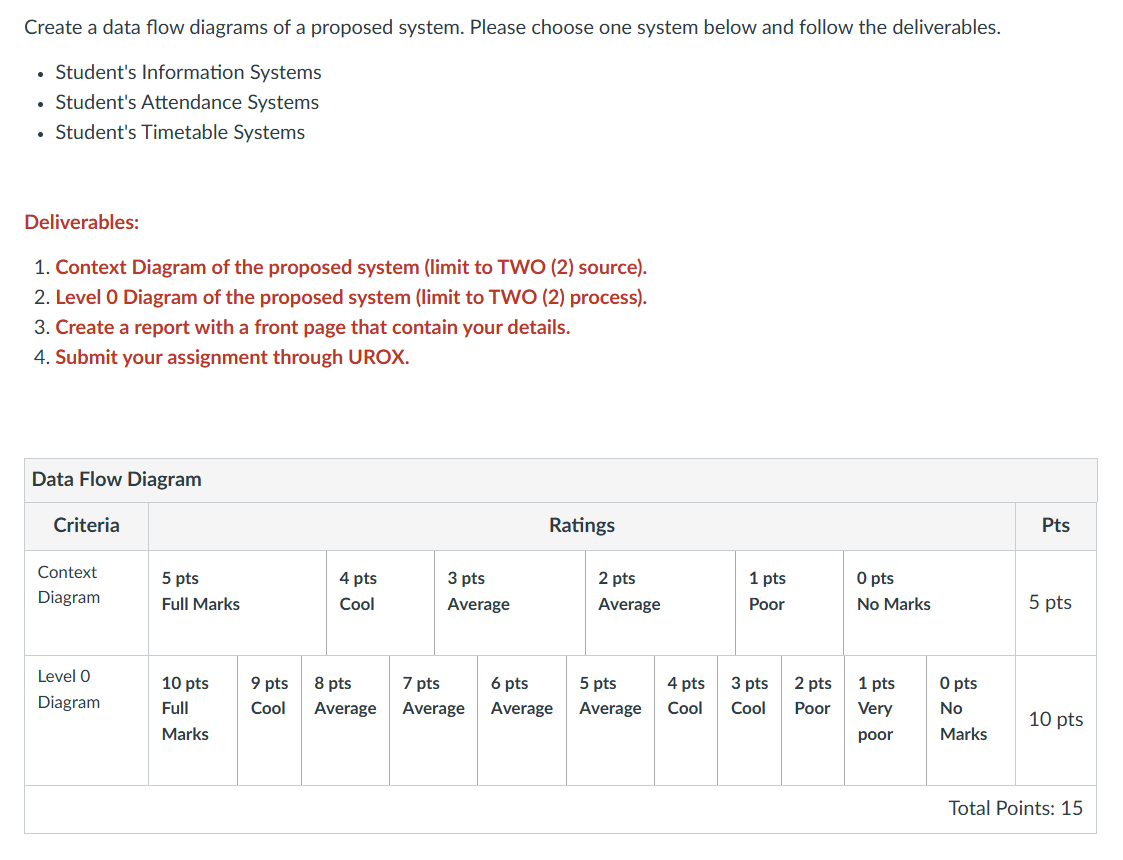 Create a data flow diagrams of a proposed system. Please choose one system below and follow the deliverables.
• Student's Information Systems
• Student's Attendance Systems
• Student's Timetable Systems
Deliverables:
1. Context Diagram of the proposed system (limit to TWO (2) source).
2. Level 0 Diagram of the proposed system (limit to TWO (2) process).
3. Create a report with a front page that contain your details.
4. Submit your assignment through UROX.
Data Flow Diagram
Criteria Ratings Pts
Context
Diagram
5 pts
Full Marks
4 pts
Cool
3 pts
Average
2 pts
Average
1 pts
Poor
0 pts
No Marks
5 pts
Level 0
Diagram
10 pts
Full
Marks
9 pts
Cool
8 pts
Average
7 pts
Average
6 pts
Average
5 pts
Average
4 pts
Cool
3 pts
Cool
2 pts
Poor
1 pts
Very
poor
0 pts
No
Marks
10 pts
Total Points: 15